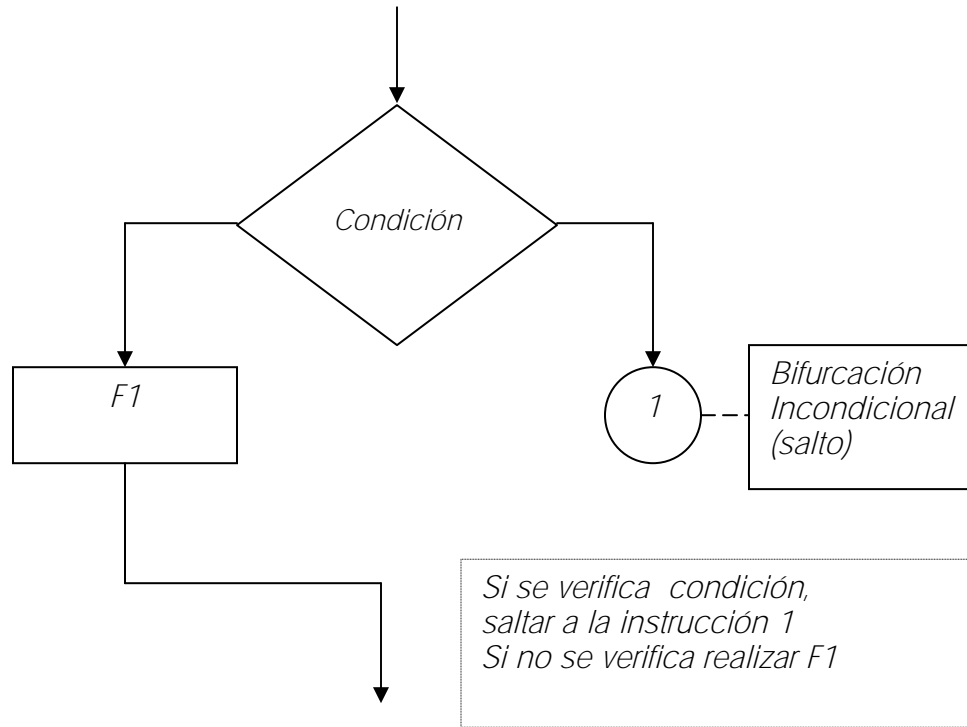 Condición
F1
1
Bifurcación
Incondicional
(salto)
Si se verifica condición,
saltar a la instrucción 1
Si no se verifica realizar F1